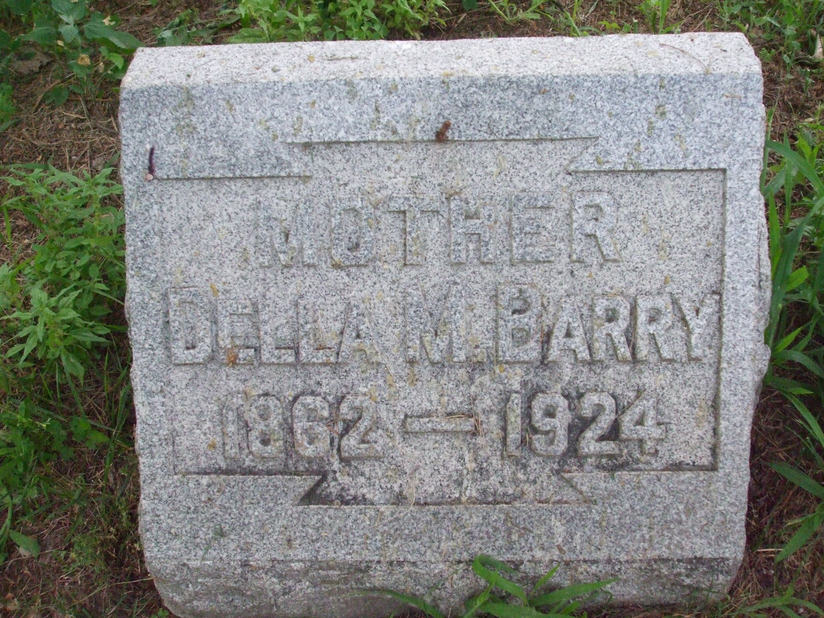 MOTHER
DELLA M. BARRY
1862 — 1924